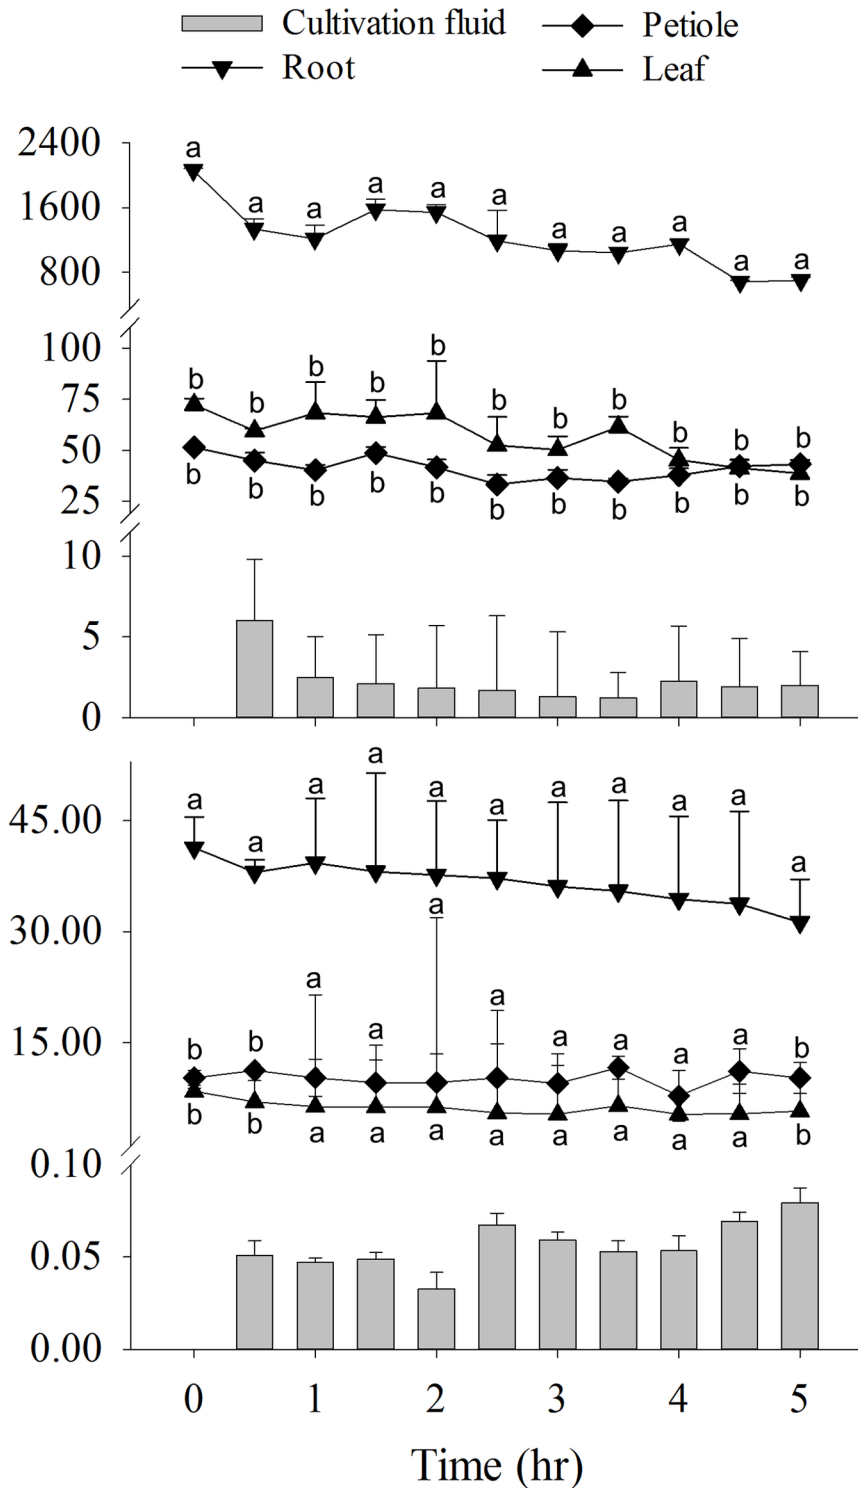 Cultivation fluid Petiole
Root Leaf
2400
a
a a a a a a a a a a
1600
800
100
b b b b b b b b b b b
75
50
25
b b b b b b b b b b b
10
5
0
a a a a a a a a a a a
45.00
30.00
b b a a a a a a a a b
15.00
b b a a a a a a a a b
0.10
0.05
0.00
0 1 2 3 4 5
Time (hr)